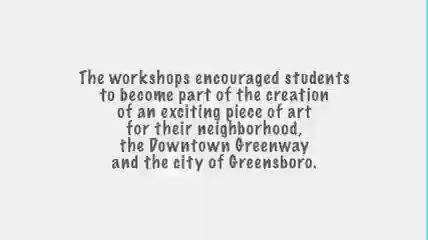 The workshops encouraged students
to become part of the creation
of an exciting piece of art
for their neighborhood,
the Downtown Greenway
and the city of Greensboro.